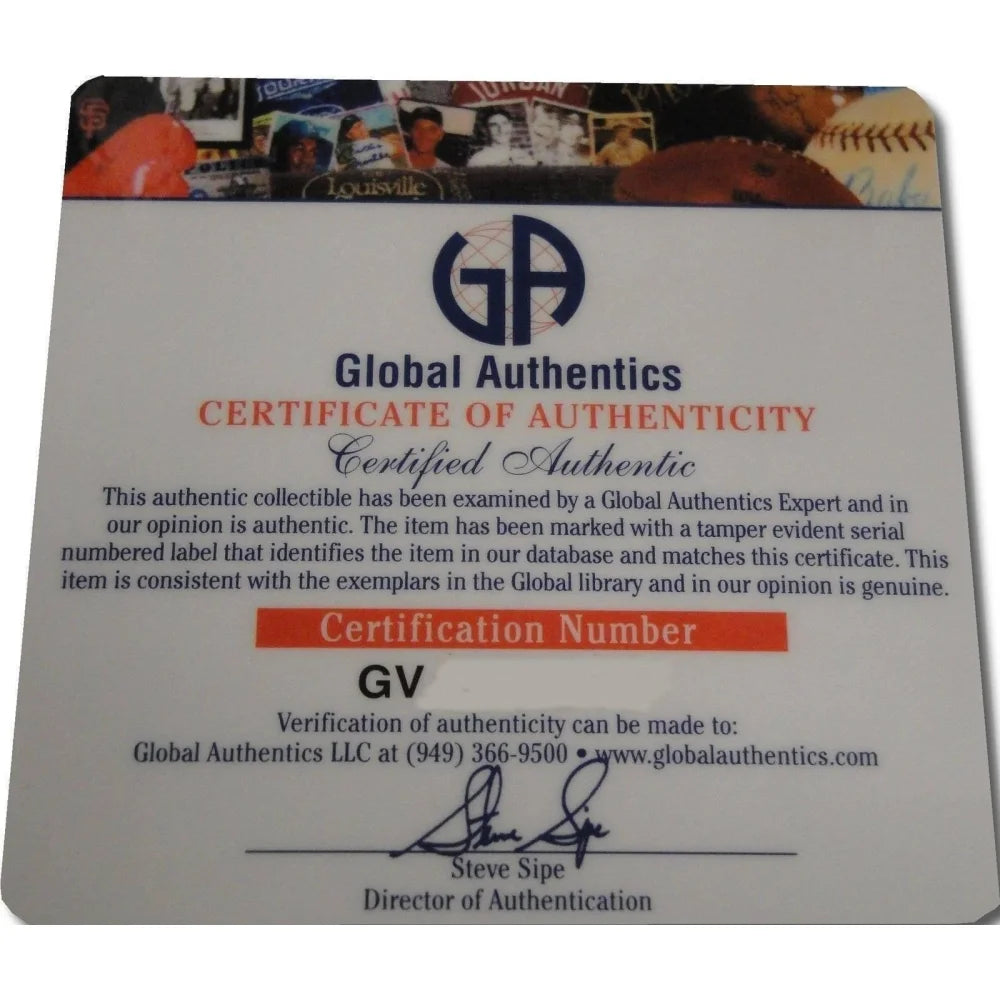 JORDAN
Louisville
GA
Global Authentics
CERTIFICATE OF AUTHENTICITY
Certified Authentic
This authentic collectible has been examined by a Global Authentics Expert and in
our opinion is authentic. The item has been marked with a tamper evident serial
numbered label that identifies the item in our database and matches this certificate. This
item is consistent with the exemplars in the Global library and in our opinion is genuine.
Certification Number
GV
Verification of authenticity can be made to:
Global Authentics LLC at (949) 366-9500 • www.globalauthentics.com
Steve Sipe
Steve Sipe
Director of Authentication